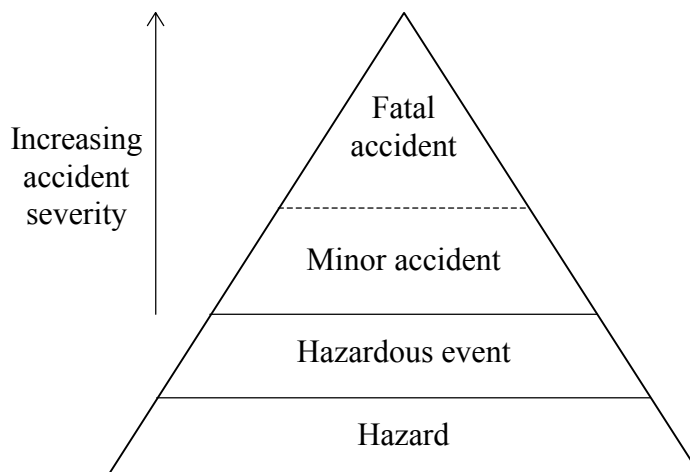 Increasing
accident
severity
Fatal
accident
Minor accident
Hazardous event
Hazard